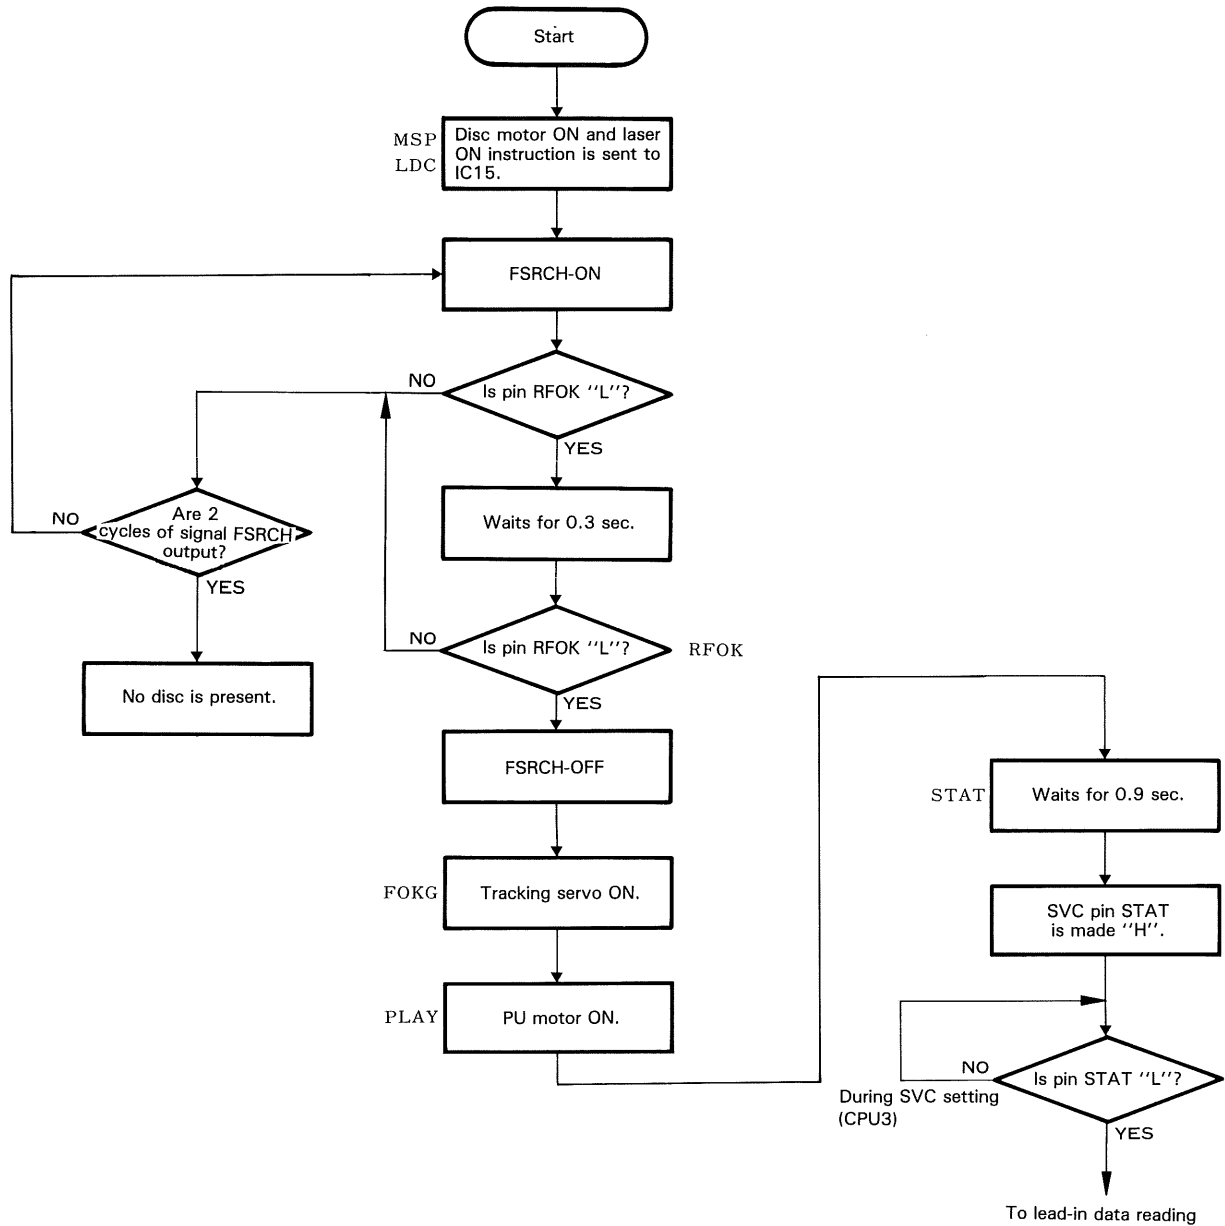 Start
MSP
LDC
Disc motor ON and laser
ON instruction is sent to
IC15.
FSRCH-ON
NO
Is pin RFOK ''L''?
YES
NO
Are 2
cycles of signal FSRCH
output?
YES
Waits for 0.3 sec.
NO
Is pin RFOK ''L''?
RFOK
YES
No disc is present.
FSRCH-OFF
FOKG
Tracking servo ON.
PLAY
PU motor ON.
STAT
Waits for 0.9 sec.
SVC pin STAT
is made ''H''.
NO
Is pin STAT ''L''?
During SVC setting
(CPU3)
YES
To lead-in data reading